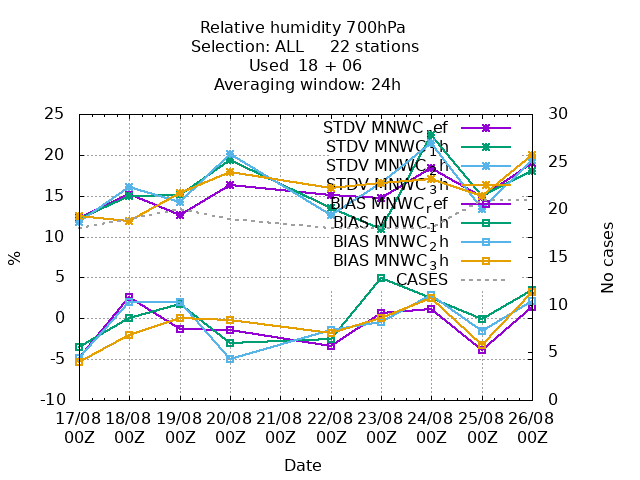 Relative humidity 700hPa
Selection: ALL 22 stations
Used 18 + 06
Averaging window: 24h
25 30
STDV MNWC_ref
STDV MNWC_1h
20 25
STDV MNWC_2h
STDV MNWC_3h
15 20
BIAS MNWC_ref
BIAS MNWC_1h
10 15
BIAS MNWC_2h
BIAS MNWC_3h
5 10
CASES
0
-5 5
-10 0
% No cases
17/08 18/08 19/08 20/08 21/08 22/08 23/08 24/08 25/08 26/08
00Z 00Z 00Z 00Z 00Z 00Z 00Z 00Z 00Z 00Z
Date